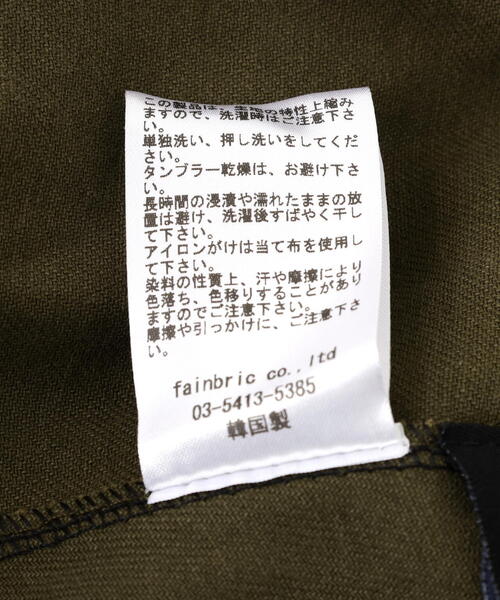 この製品は、生地の特性上縮み
ますので、洗濯時はご注意下さ
い。
単独洗い、押し洗いをしてくだ
さい。
タンブラー乾燥は、お避け下さ
い。
長時間の浸漬や濡れたままの放
置は避け、洗濯後すばやく干し
て下さい。
アイロンがけは当て布を使用し
て下さい。
染料の性質上、汗や摩擦により
色落ち、色移りすることがあり
ますのでご注意下さい。
摩擦や引っかけに、ご注意下さ
い。
fainbric co.,ltd
03-5413-5385
韓国製